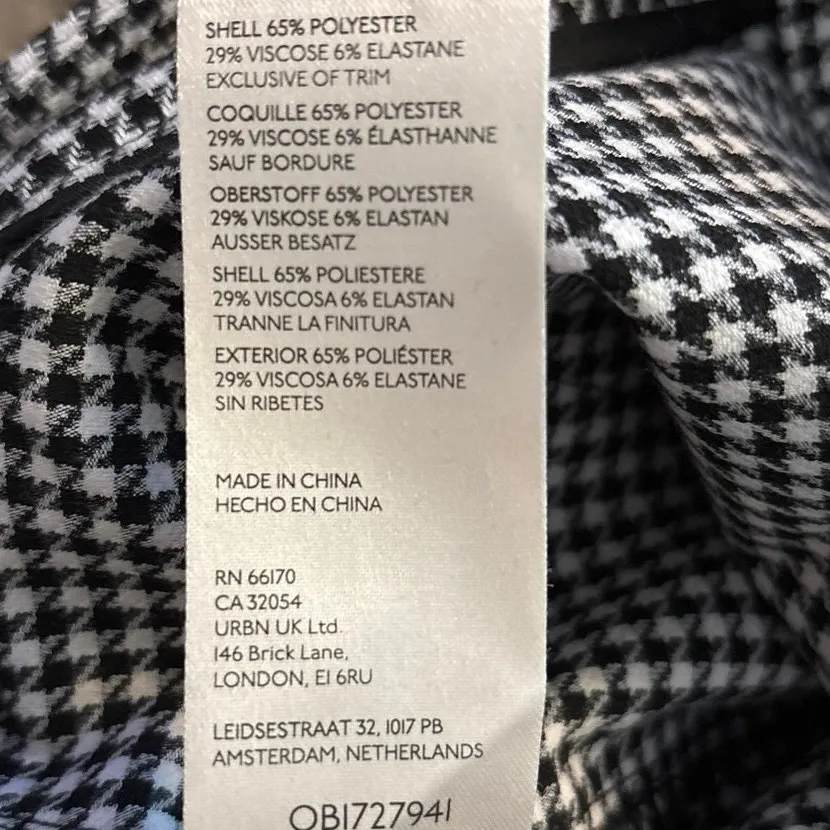 SHELL 65% POLYESTER
29% VISCOSE 6% ELASTANE
EXCLUSIVE OF TRIM
COQUILLE 65% POLYESTER
29% VISCOSE 6% ÉLASTHANNE
SAUF BORDURE
OBERSTOFF 65% POLYESTER
29% VISKOSE 6% ELASTAN
AUSSER BESATZ
SHELL 65% POLIESTERE
29% VISCOSA 6% ELASTAN
TRANNE LA FINITURA
EXTERIOR 65% POLIÉSTER
29% VISCOSA 6% ELASTANE
SIN RIBETES
MADE IN CHINA
HECHO EN CHINA
RN 66170
CA 32054
URBN UK Ltd.
146 Brick Lane,
LONDON, E1 6RU
LEIDSESTRAAT 32, 1017 PB
AMSTERDAM, NETHERLANDS
OB1727941